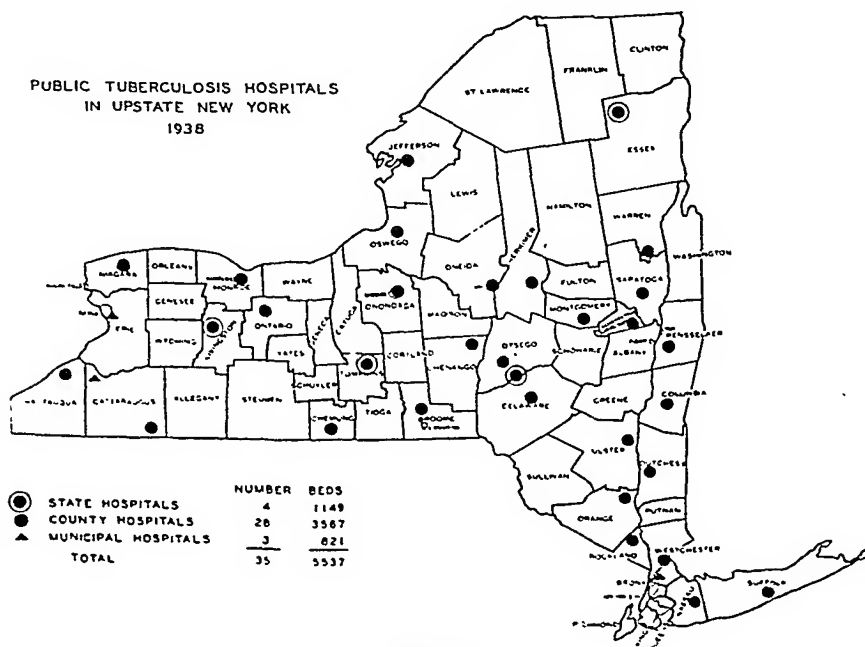 PUBLIC TUBERCULOSIS HOSPITALS
IN UPSTATE NEW YORK
1938
CLINTON
FRANKLIN
ST LAWRENCE
ESSEX
JEFFERSON
LEWIS
HAMILTON
WARREN
HERKIMER
WASHINGTON
OSWEGO
ONEIDA
FULTON
SARATOGA
NIAGARA
ORLEANS
MONROE
WAYNE
ONONDAGA
MADISON
MONTGOMERY
GENESEE
ONTARIO
SENECA
CAYUGA
ERIE
WYOMING
LIVINGSTON
YATES
CORTLAND
CHENANGO
OTSEGO
SCHOHARIE
ALBANY
RENSSELAER
CATTARAUGUS
ALLEGANY
STEUBEN
SCHUYLER
TOMPKINS
CHEMUNG
TIOGA
BROOME
DELAWARE
GREENE
COLUMBIA
ULSTER
DUTCHESS
SULLIVAN
ORANGE
PUTNAM
ROCKLAND
WESTCHESTER
BRONX
SUFFOLK
NASSAU
RICHMOND
NUMBER BEDS
STATE HOSPITALS 4 1149
COUNTY HOSPITALS 28 3567
MUNICIPAL HOSPITALS 3 821
TOTAL 35 5537